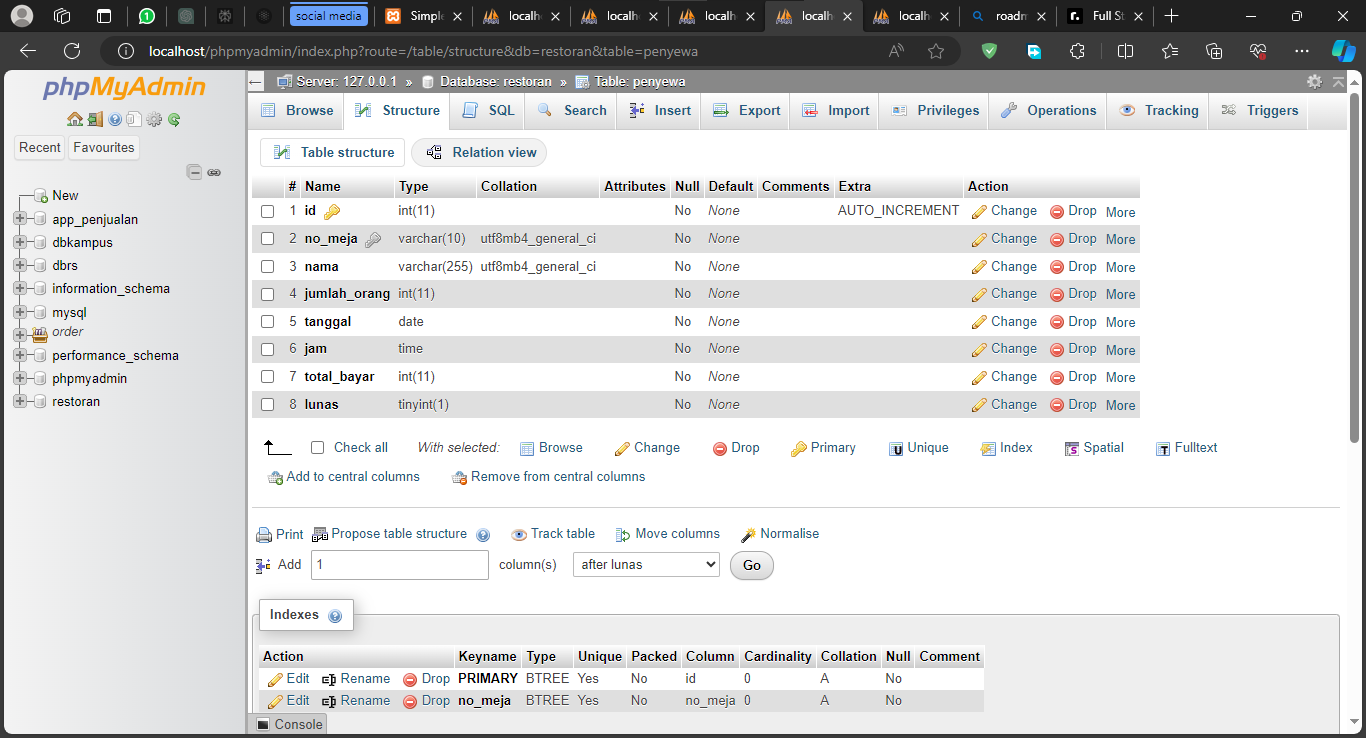 social media
Simple
localh
localh
localh
localh
localh
roadm
Full St
localhost/phpmyadmin/index.php?route=/table/structure&db=restoran&table=penyewa
phpMyAdmin
Recent Favourites
New
app_penjualan
dbkampus
dbrs
information_schema
mysql
order
performance_schema
phpmyadmin
restoran
Server: 127.0.0.1 » Database: restoran » Table: penyewa
Browse Structure SQL Search Insert Export Import Privileges Operations Tracking Triggers
Table structure Relation view
# Name Type Collation Attributes Null Default Comments Extra Action
1 id int(11) No None AUTO_INCREMENT Change Drop More
2 no_meja varchar(10) utf8mb4_general_ci No None Change Drop More
3 nama varchar(255) utf8mb4_general_ci No None Change Drop More
4 jumlah_orang int(11) No None Change Drop More
5 tanggal date No None Change Drop More
6 jam time No None Change Drop More
7 total_bayar int(11) No None Change Drop More
8 lunas tinyint(1) No None Change Drop More
Check all With selected: Browse Change Drop Primary Unique Index Spatial Fulltext
Add to central columns Remove from central columns
Print Propose table structure Track table Move columns Normalise
Add 1 column(s) after lunas Go
Indexes
Action Keyname Type Unique Packed Column Cardinality Collation Null Comment
Edit Rename Drop PRIMARY BTREE Yes No id 0 A No
Edit Rename Drop no_meja BTREE Yes No no_meja 0 A No
Console